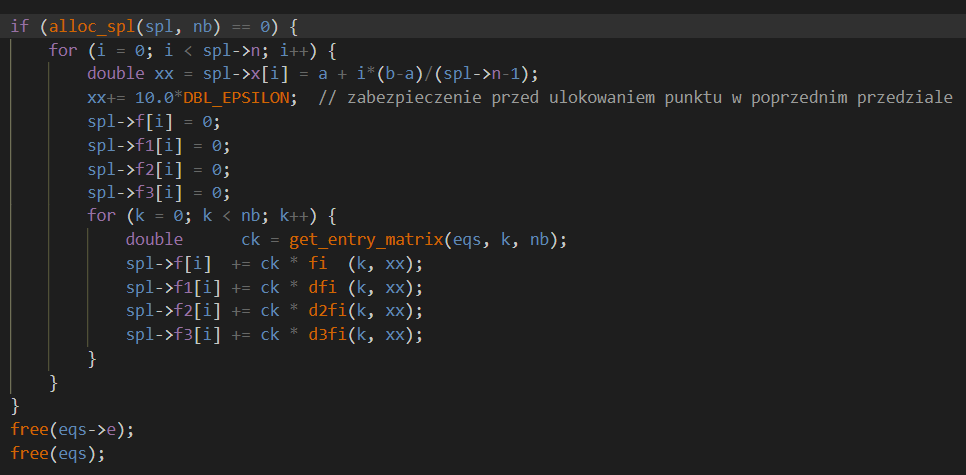 if (alloc_spl(spl, nb) == 0) {
    for (i = 0; i < spl->n; i++) {
        double xx = spl->x[i] = a + i*(b-a)/(spl->n-1);
        xx+= 10.0*DBL_EPSILON;  // zabezpieczenie przed ulokowaniem punktu w poprzednim przedziale
        spl->f[i] = 0;
        spl->f1[i] = 0;
        spl->f2[i] = 0;
        spl->f3[i] = 0;
        for (k = 0; k < nb; k++) {
            double      ck = get_entry_matrix(eqs, k, nb);
            spl->f[i]  += ck * fi  (k, xx);
            spl->f1[i] += ck * dfi (k, xx);
            spl->f2[i] += ck * d2fi(k, xx);
            spl->f3[i] += ck * d3fi(k, xx);
        }
    }
}
free(eqs->e);
free(eqs);